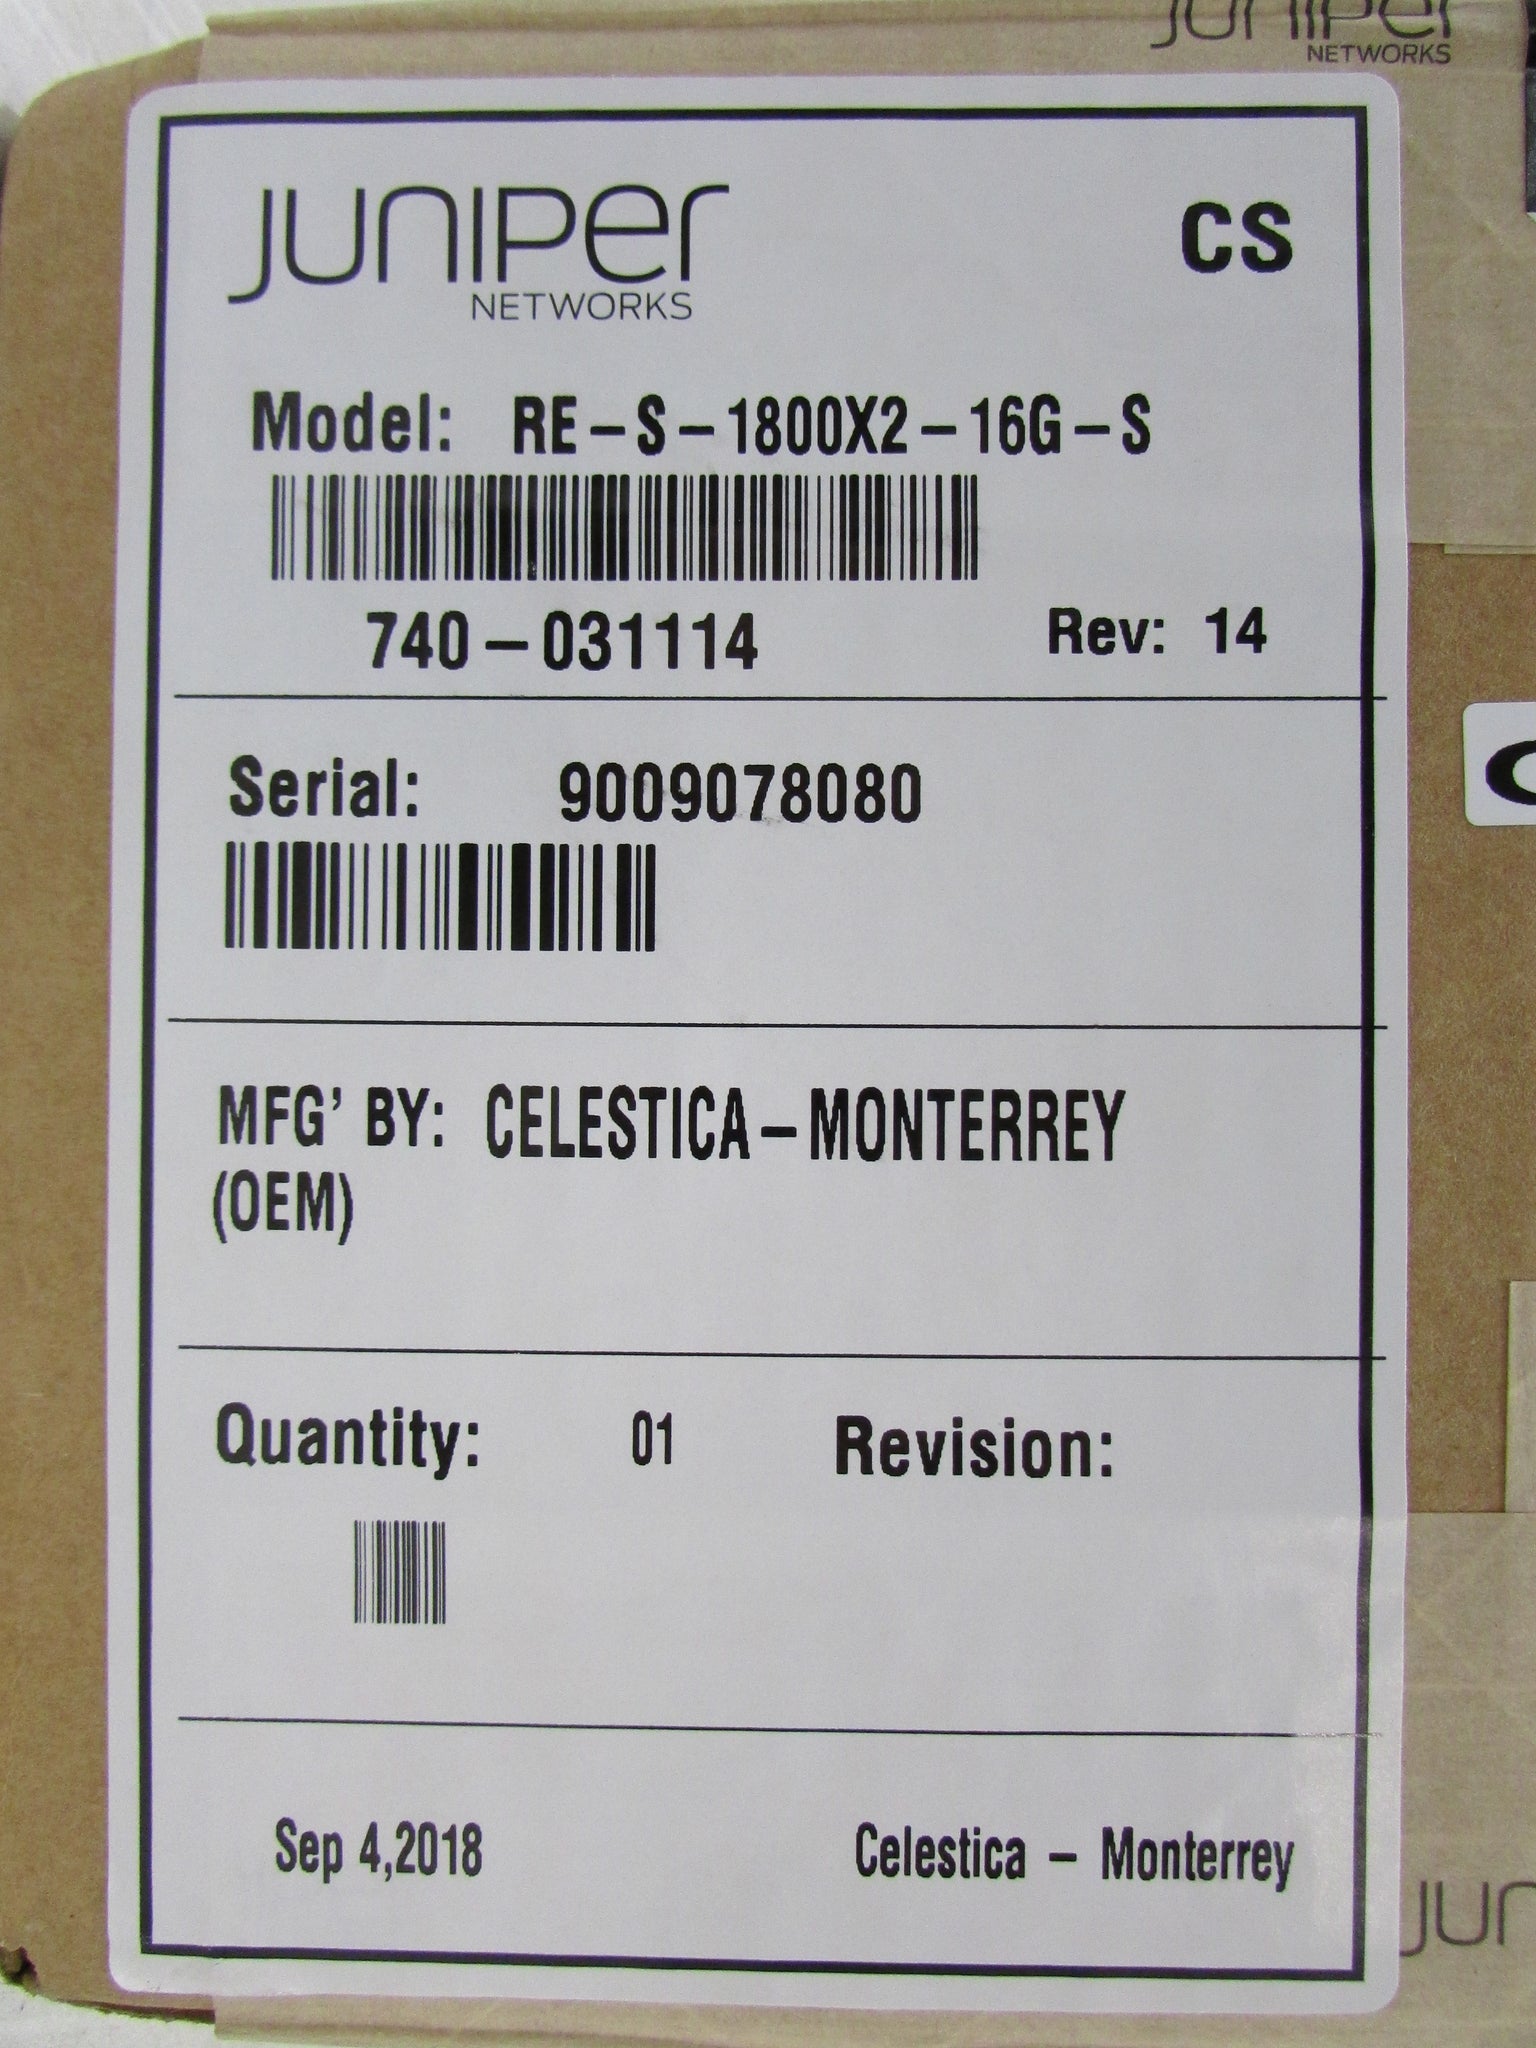 JUNIPER
NETWORKS
JUNIPER
NETWORKS
CS
Model: RE-S-1800X2-16G-S
740-031114
Rev: 14
Serial: 9009078080
MFG' BY: CELESTICA-MONTERREY
(OEM)
Quantity: 01 Revision:
Sep 4,2018
Celestica - Monterrey
JUN